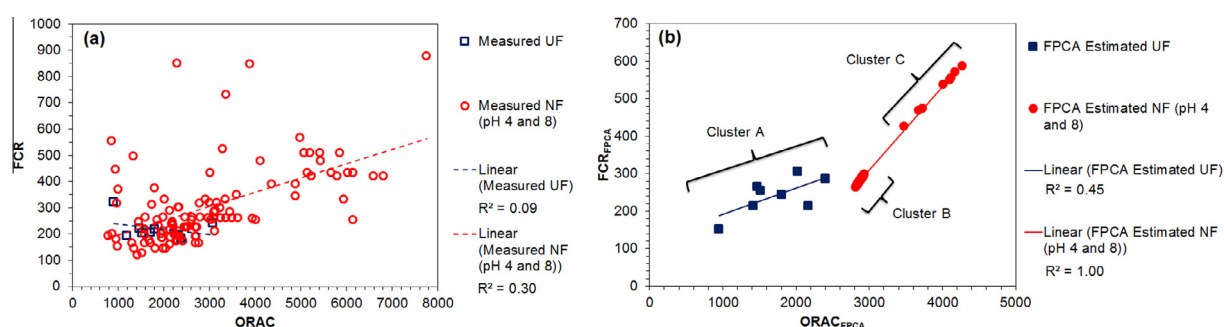 (a)
1000
900
800
700
600
500
400
300
200
100
0
FCR
0 1000 2000 3000 4000 5000 6000 7000 8000
ORAC
Measured UF
Measured NF
(pH 4 and 8)
Linear
(Measured UF)
R² = 0.09
Linear
(Measured NF
(pH 4 and 8))
R² = 0.30
(b)
700
600
500
400
300
200
100
0
FCR_FPCA
Cluster A
Cluster C
Cluster B
0 1000 2000 3000 4000 5000
ORAC_FPCA
FPCA Estimated UF
FPCA Estimated NF (pH 4
and 8)
Linear (FPCA Estimated UF)
R² = 0.45
Linear (FPCA Estimated NF
(pH 4 and 8))
R² = 1.00